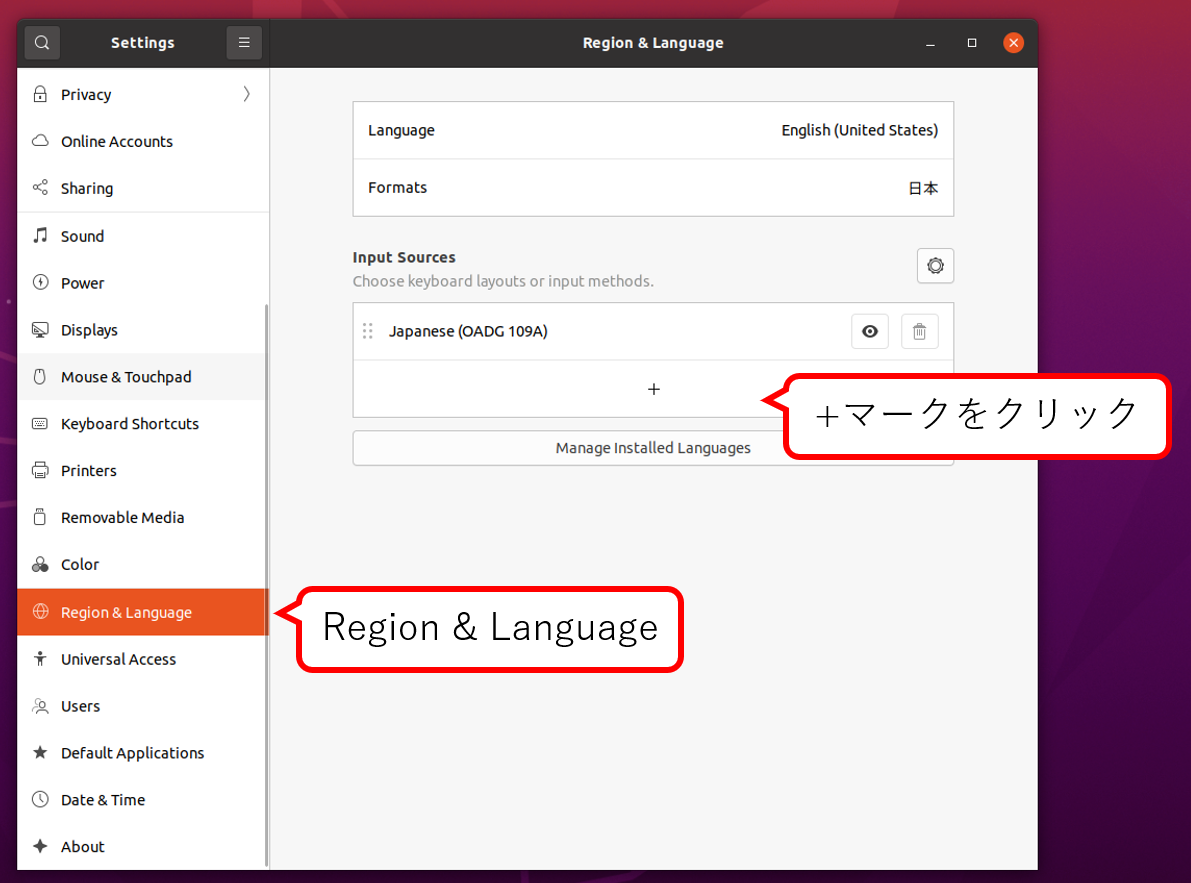 Settings
Region & Language
Privacy
Online Accounts
Sharing
Sound
Power
Displays
Mouse & Touchpad
Keyboard Shortcuts
Printers
Removable Media
Color
Region & Language
Universal Access
Users
Default Applications
Date & Time
About
Language English (United States)
Formats 日本
Input Sources
Choose keyboard layouts or input methods.
Japanese (OADG 109A)
+
+マークをクリック
Manage Installed Languages
Region & Language